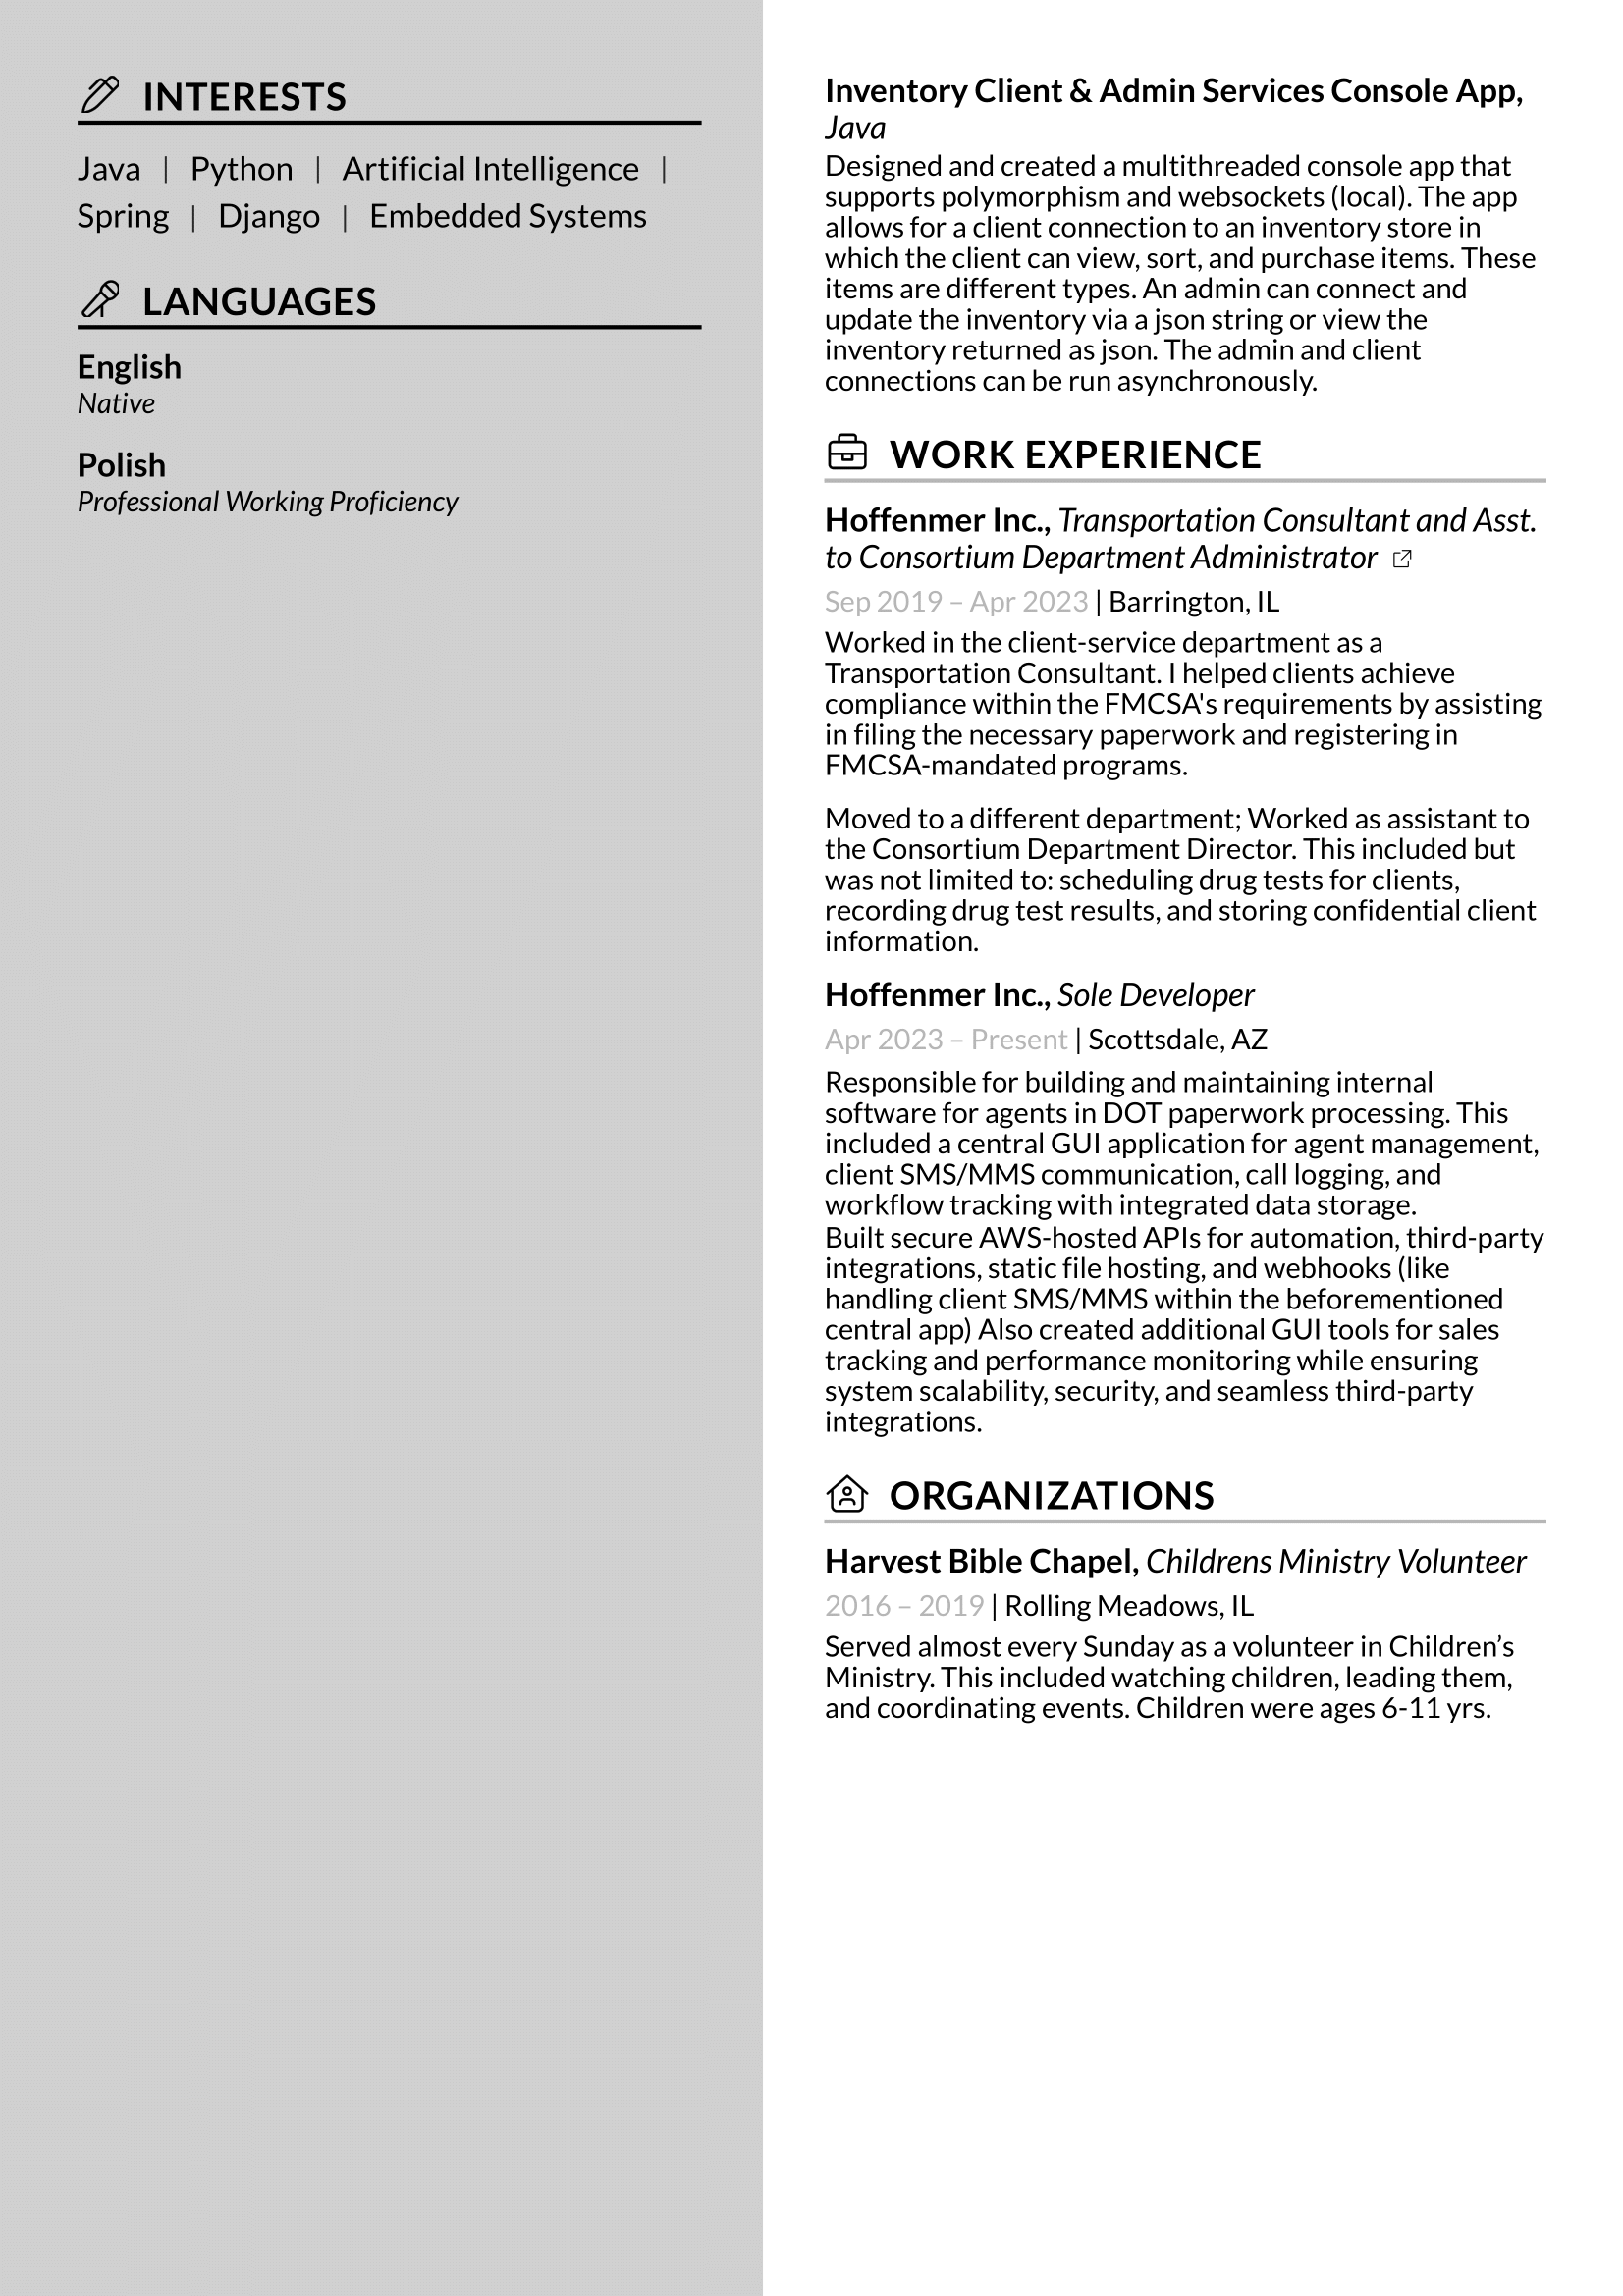 INTERESTS
Java | Python | Artificial Intelligence |
Spring | Django | Embedded Systems
LANGUAGES
English
Native
Polish
Professional Working Proficiency
Inventory Client & Admin Services Console App,
Java
Designed and created a multithreaded console app that
supports polymorphism and websockets (local). The app
allows for a client connection to an inventory store in
which the client can view, sort, and purchase items. These
items are different types. An admin can connect and
update the inventory via a json string or view the
inventory returned as json. The admin and client
connections can be run asynchronously.
WORK EXPERIENCE
Hoffenmer Inc., Transportation Consultant and Asst.
to Consortium Department Administrator
Sep 2019 – Apr 2023 | Barrington, IL
Worked in the client-service department as a
Transportation Consultant. I helped clients achieve
compliance within the FMCSA's requirements by assisting
in filing the necessary paperwork and registering in
FMCSA-mandated programs.
Moved to a different department; Worked as assistant to
the Consortium Department Director. This included but
was not limited to: scheduling drug tests for clients,
recording drug test results, and storing confidential client
information.
Hoffenmer Inc., Sole Developer
Apr 2023 – Present | Scottsdale, AZ
Responsible for building and maintaining internal
software for agents in DOT paperwork processing. This
included a central GUI application for agent management,
client SMS/MMS communication, call logging, and
workflow tracking with integrated data storage.
Built secure AWS-hosted APIs for automation, third-party
integrations, static file hosting, and webhooks (like
handling client SMS/MMS within the beforementioned
central app) Also created additional GUI tools for sales
tracking and performance monitoring while ensuring
system scalability, security, and seamless third-party
integrations.
ORGANIZATIONS
Harvest Bible Chapel, Childrens Ministry Volunteer
2016 – 2019 | Rolling Meadows, IL
Served almost every Sunday as a volunteer in Children’s
Ministry. This included watching children, leading them,
and coordinating events. Children were ages 6-11 yrs.